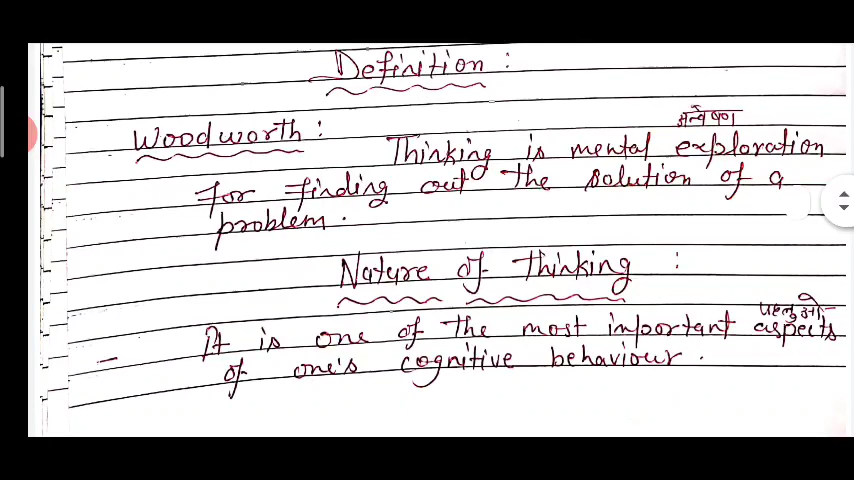 Definition :
अन्वेषण
Woodworth : Thinking is mental exploration
for finding out the solution of a
problem.
Nature of thinking :
पहलुओ
- It is one of the most important aspects
of one's cognitive behaviour.